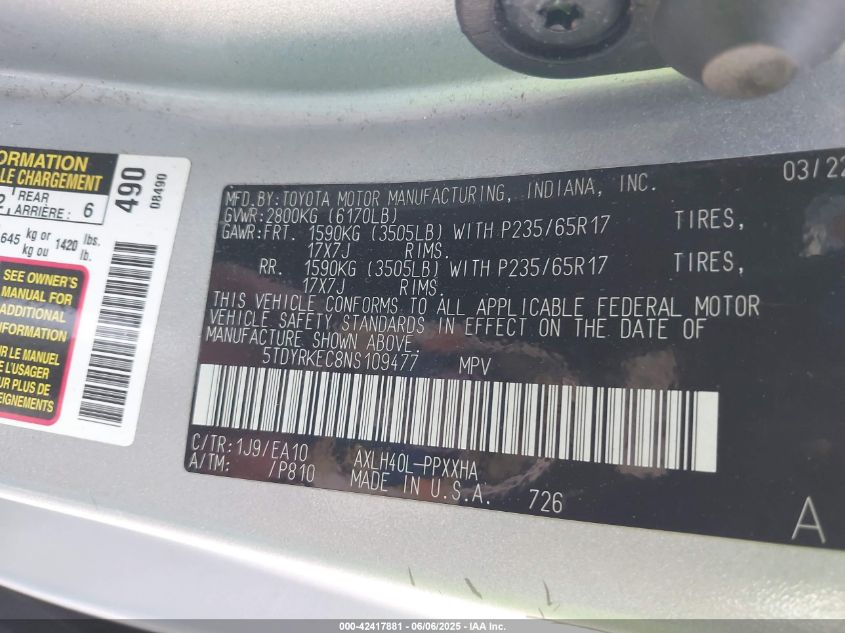 ORMATION
LE CHARGEMENT
2 REAR
ARRIÈRE: 6
645 kg or 1420 lbs.
kg ou lb.
490
08490
SEE OWNER'S
MANUAL FOR
ADDITIONAL
INFORMATION
SUR LE MANUEL
POUR PLUS DE
EIGNEMENTS
03/22
MFD.BY:TOYOTA MOTOR MANUFACTURING, INDIANA, INC.
GVWR:2800KG (6170LB)
GAWR:FRT. 1590KG (3505LB) WITH P235/65R17 TIRES,
17X7J RIMS.
RR. 1590KG (3505LB) WITH P235/65R17 TIRES,
17X7J RIMS.
THIS VEHICLE CONFORMS TO ALL APPLICABLE FEDERAL MOTOR
VEHICLE SAFETY STANDARDS IN EFFECT ON THE DATE OF
MANUFACTURE SHOWN ABOVE.
5TDYRKEC8NS109477 MPV
C/TR:1J9/EA10 AXLH40L-PPXXHA
A/TM: /P810 MADE IN U.S.A. 726
A
000-42417881 - 06/06/2025 - IAA Inc.